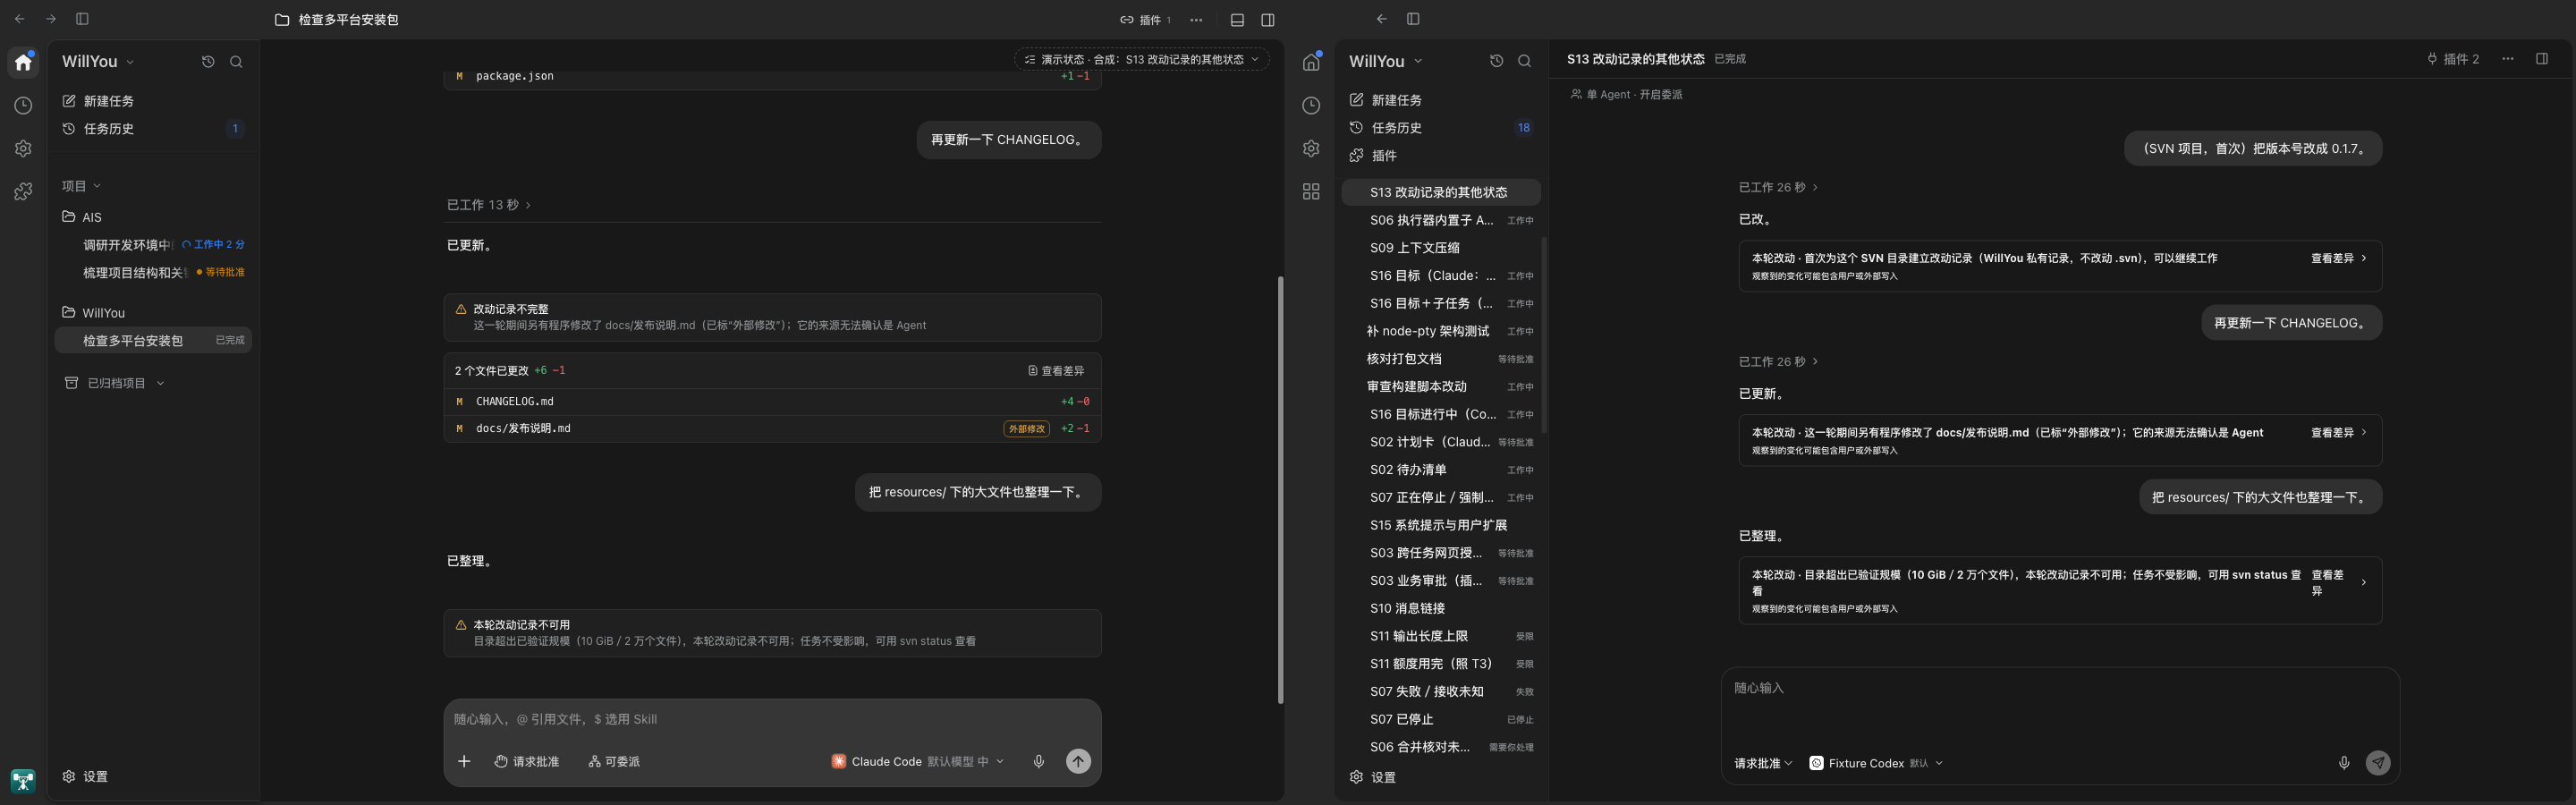 检查多平台安装包
插件 1
WillYou
新建任务
任务历史 1
项目
AIS
调研开发环境中 工作中 2 分
梳理项目结构和关 等待批准
WillYou
检查多平台安装包 已完成
已归档项目
设置
演示状态 · 合成：S13 改动记录的其他状态
M package.json +1 −1
再更新一下 CHANGELOG。
已工作 13 秒
已更新。
改动记录不完整
这一轮期间另有程序修改了 docs/发布说明.md（已标“外部修改”）；它的来源无法确认是 Agent
2 个文件已更改 +6 −1 查看差异
M CHANGELOG.md +4 −0
M docs/发布说明.md 外部修改 +2 −1
把 resources/ 下的大文件也整理一下。
已整理。
本轮改动记录不可用
目录超出已验证规模（10 GiB / 2 万个文件），本轮改动记录不可用；任务不受影响，可用 svn status 查看
随心输入，@ 引用文件，$ 选用 Skill
请求批准 可委派 Claude Code 默认模型 中
WillYou
新建任务
任务历史 18
插件
S13 改动记录的其他状态
S06 执行器内置子 A... 工作中
S09 上下文压缩
S16 目标（Claude：... 工作中
S16 目标＋子任务（... 工作中
补 node-pty 架构测试 工作中
核对打包文档 等待批准
审查构建脚本改动 工作中
S16 目标进行中（Co... 工作中
S02 计划卡（Claud... 等待批准
S02 待办清单 工作中
S07 正在停止 / 强制... 工作中
S15 系统提示与用户扩展
S03 跨任务网页授... 等待批准
S03 业务审批（插... 等待批准
S10 消息链接
S11 输出长度上限 受限
S11 额度用完（照 T3） 受限
S07 失败 / 接收未知 失败
S07 已停止 已停止
S06 合并核对未... 需要你处理
设置
S13 改动记录的其他状态 已完成
插件 2
单 Agent · 开启委派
（SVN 项目，首次）把版本号改成 0.1.7。
已工作 26 秒
已改。
本轮改动 · 首次为这个 SVN 目录建立改动记录（WillYou 私有记录，不改动 .svn），可以继续工作 查看差异
观察到的变化可能包含用户或外部写入
再更新一下 CHANGELOG。
已工作 26 秒
已更新。
本轮改动 · 这一轮期间另有程序修改了 docs/发布说明.md（已标“外部修改”）；它的来源无法确认是 Agent 查看差异
观察到的变化可能包含用户或外部写入
把 resources/ 下的大文件也整理一下。
已整理。
本轮改动 · 目录超出已验证规模（10 GiB / 2 万个文件），本轮改动记录不可用；任务不受影响，可用 svn status 查 查看差
看 异
观察到的变化可能包含用户或外部写入
随心输入
请求批准 Fixture Codex 默认